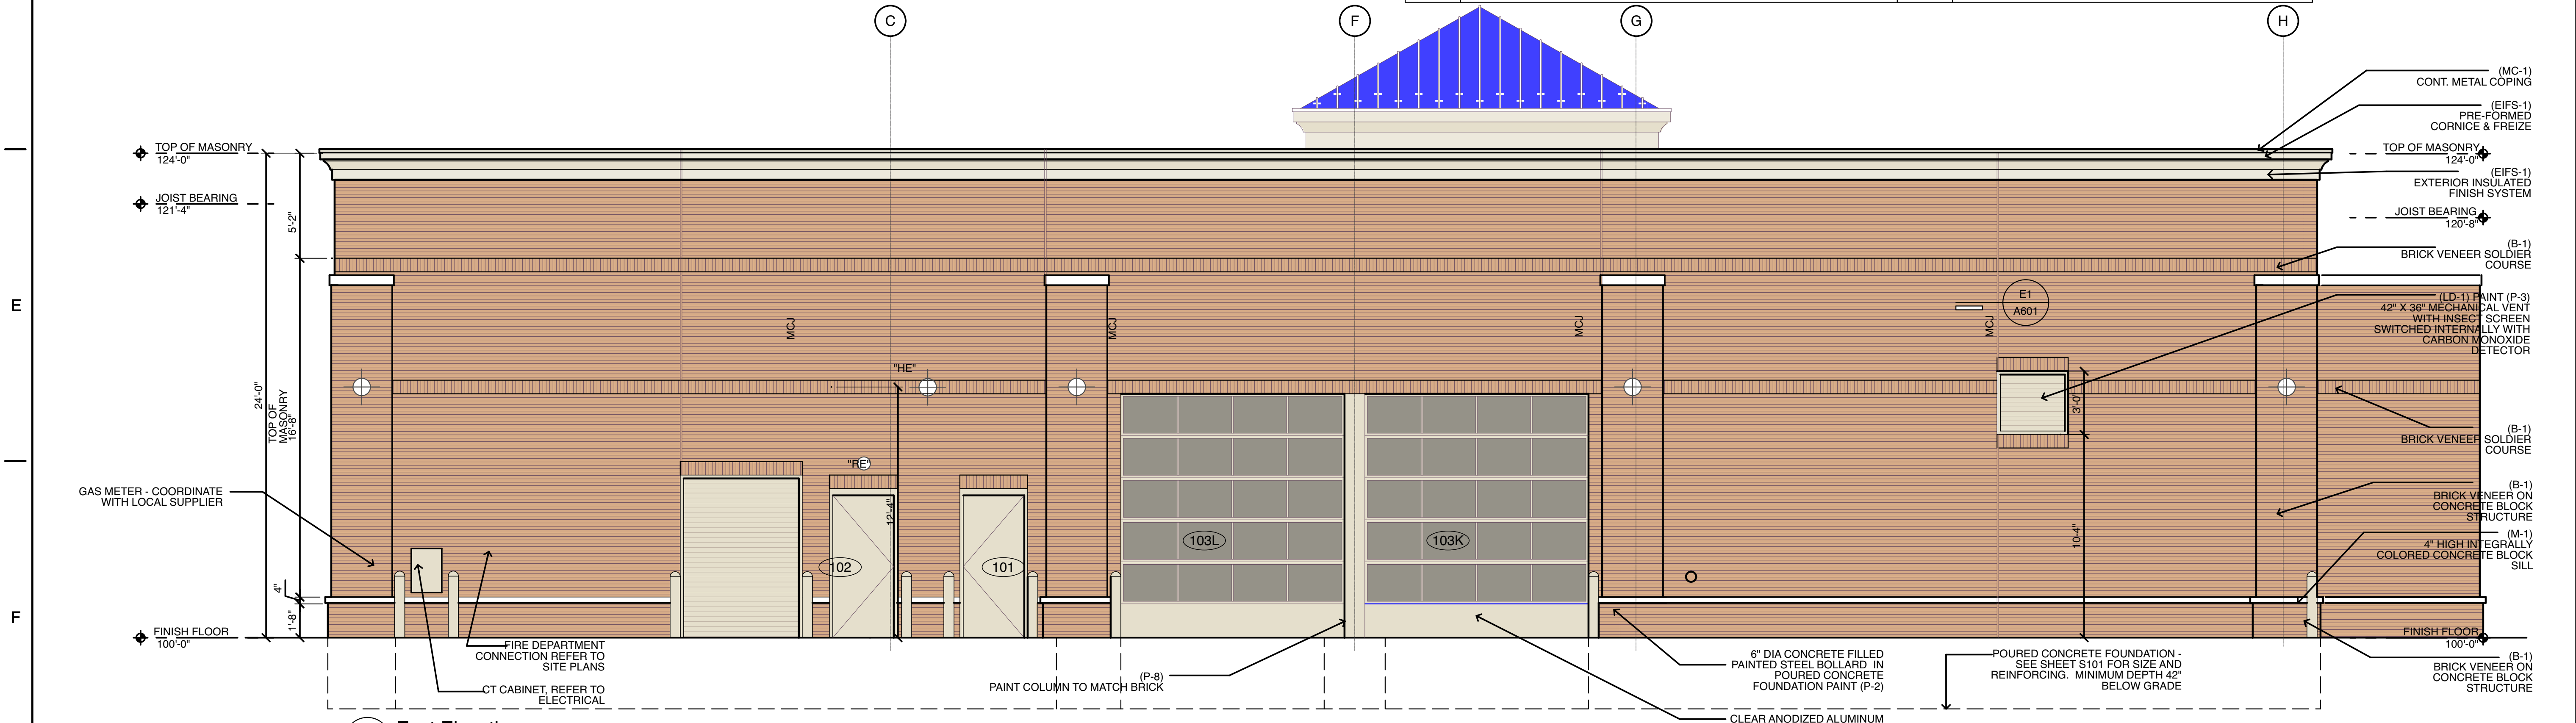 C
F
G
H
(MC-1)
CONT. METAL COPING
(EIFS-1)
PRE-FORMED
CORNICE & FREIZE
TOP OF MASONRY
124'-0"
JOIST BEARING
121'-4"
TOP OF MASONRY
124'-0"
(EIFS-1)
EXTERIOR INSULATED
FINISH SYSTEM
JOIST BEARING
120'-8"
(B-1)
BRICK VENEER SOLDIER
COURSE
5'-2"
E
E1
A601
(LD-1) PAINT (P-3)
42" X 36" MECHANICAL VENT
WITH INSECT SCREEN
SWITCHED INTERNALLY WITH
CARBON MONOXIDE
DETECTOR
MCJ
MCJ
MCJ
MCJ
"HE"
24'-0"
TOP OF
MASONRY
16'-8"
3'-0"
(B-1)
BRICK VENEER SOLDIER
COURSE
"RE"
12'-4"
GAS METER - COORDINATE
WITH LOCAL SUPPLIER
(B-1)
BRICK VENEER ON
CONCRETE BLOCK
STRUCTURE
10'-4"
103L
103K
102
101
(M-1)
4" HIGH INTEGRALLY
COLORED CONCRETE BLOCK
SILL
4"
1'-8"
F
FINISH FLOOR
100'-0"
FINISH FLOOR
100'-0"
FIRE DEPARTMENT
CONNECTION REFER TO
SITE PLANS
CT CABINET, REFER TO
ELECTRICAL
(P-8)
PAINT COLUMN TO MATCH BRICK
6" DIA CONCRETE FILLED
PAINTED STEEL BOLLARD IN
POURED CONCRETE
FOUNDATION PAINT (P-2)
POURED CONCRETE FOUNDATION -
SEE SHEET S101 FOR SIZE AND
REINFORCING. MINIMUM DEPTH 42"
BELOW GRADE
(B-1)
BRICK VENEER ON
CONCRETE BLOCK
STRUCTURE
CLEAR ANODIZED ALUMINUM